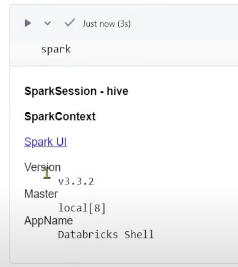 Just now (3s)
spark
SparkSession - hive
SparkContext
Spark UI
Version
v3.3.2
Master
local[8]
AppName
Databricks Shell